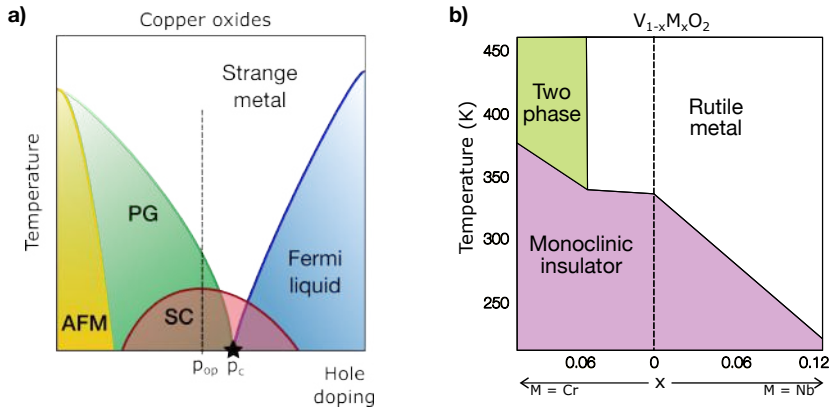 a)
Copper oxides
Temperature
Strange
metal
PG
Fermi
liquid
AFM
SC
p_op
p_c
Hole
doping
b)
V₁₋ₓMₓO₂
Temperature (K)
450
400
350
300
250
Two
phase
Rutile
metal
Monoclinic
insulator
0.06
0
0.06
0.12
M = Cr
x
M = Nb